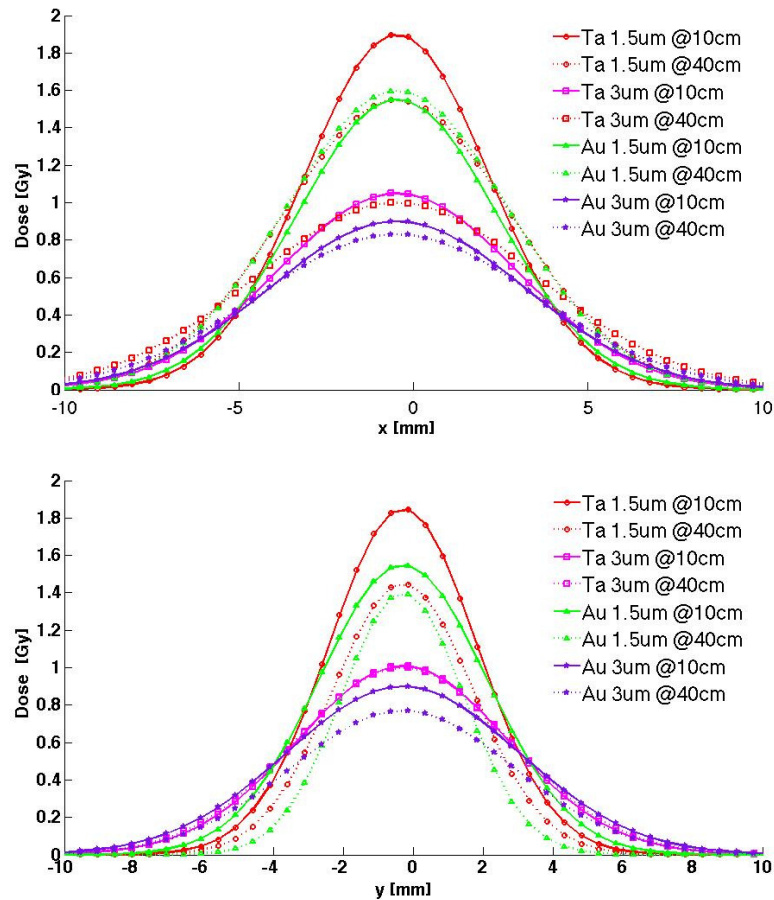 2
1.8
1.6
1.4
1.2
1
0.8
0.6
0.4
0.2
0
Dose [Gy]
-10 -5 0 5 10
x [mm]
Ta 1.5um @10cm
Ta 1.5um @40cm
Ta 3um @10cm
Ta 3um @40cm
Au 1.5um @10cm
Au 1.5um @40cm
Au 3um @10cm
Au 3um @40cm
2
1.8
1.6
1.4
1.2
1
0.8
0.6
0.4
0.2
0
Dose [Gy]
-10 -8 -6 -4 -2 0 2 4 6 8 10
y [mm]
Ta 1.5um @10cm
Ta 1.5um @40cm
Ta 3um @10cm
Ta 3um @40cm
Au 1.5um @10cm
Au 1.5um @40cm
Au 3um @10cm
Au 3um @40cm